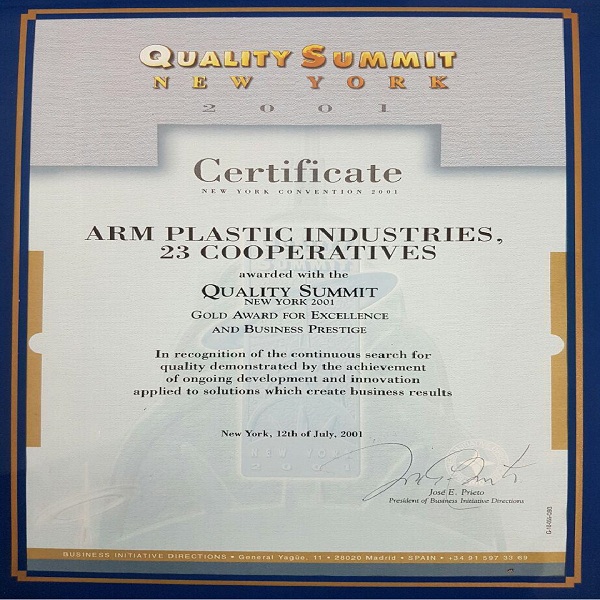 QUALITY SUMMIT
NEW YORK
2001
Certificate
NEW YORK CONVENTION 2001
ARM PLASTIC INDUSTRIES,
23 COOPERATIVES
awarded with the
QUALITY SUMMIT
NEW YORK 2001
GOLD AWARD FOR EXCELLENCE
AND BUSINESS PRESTIGE
In recognition of the continuous search for
quality demonstrated by the achievement
of ongoing development and innovation
applied to solutions which create business results
New York, 12th of July, 2001
NEW YORK
2001
José E. Prieto
President of Business Initiative Directions
BUSINESS INITIATIVE DIRECTIONS • General Yagüe, 11 • 28020 Madrid • SPAIN • +34 91 597 33 69